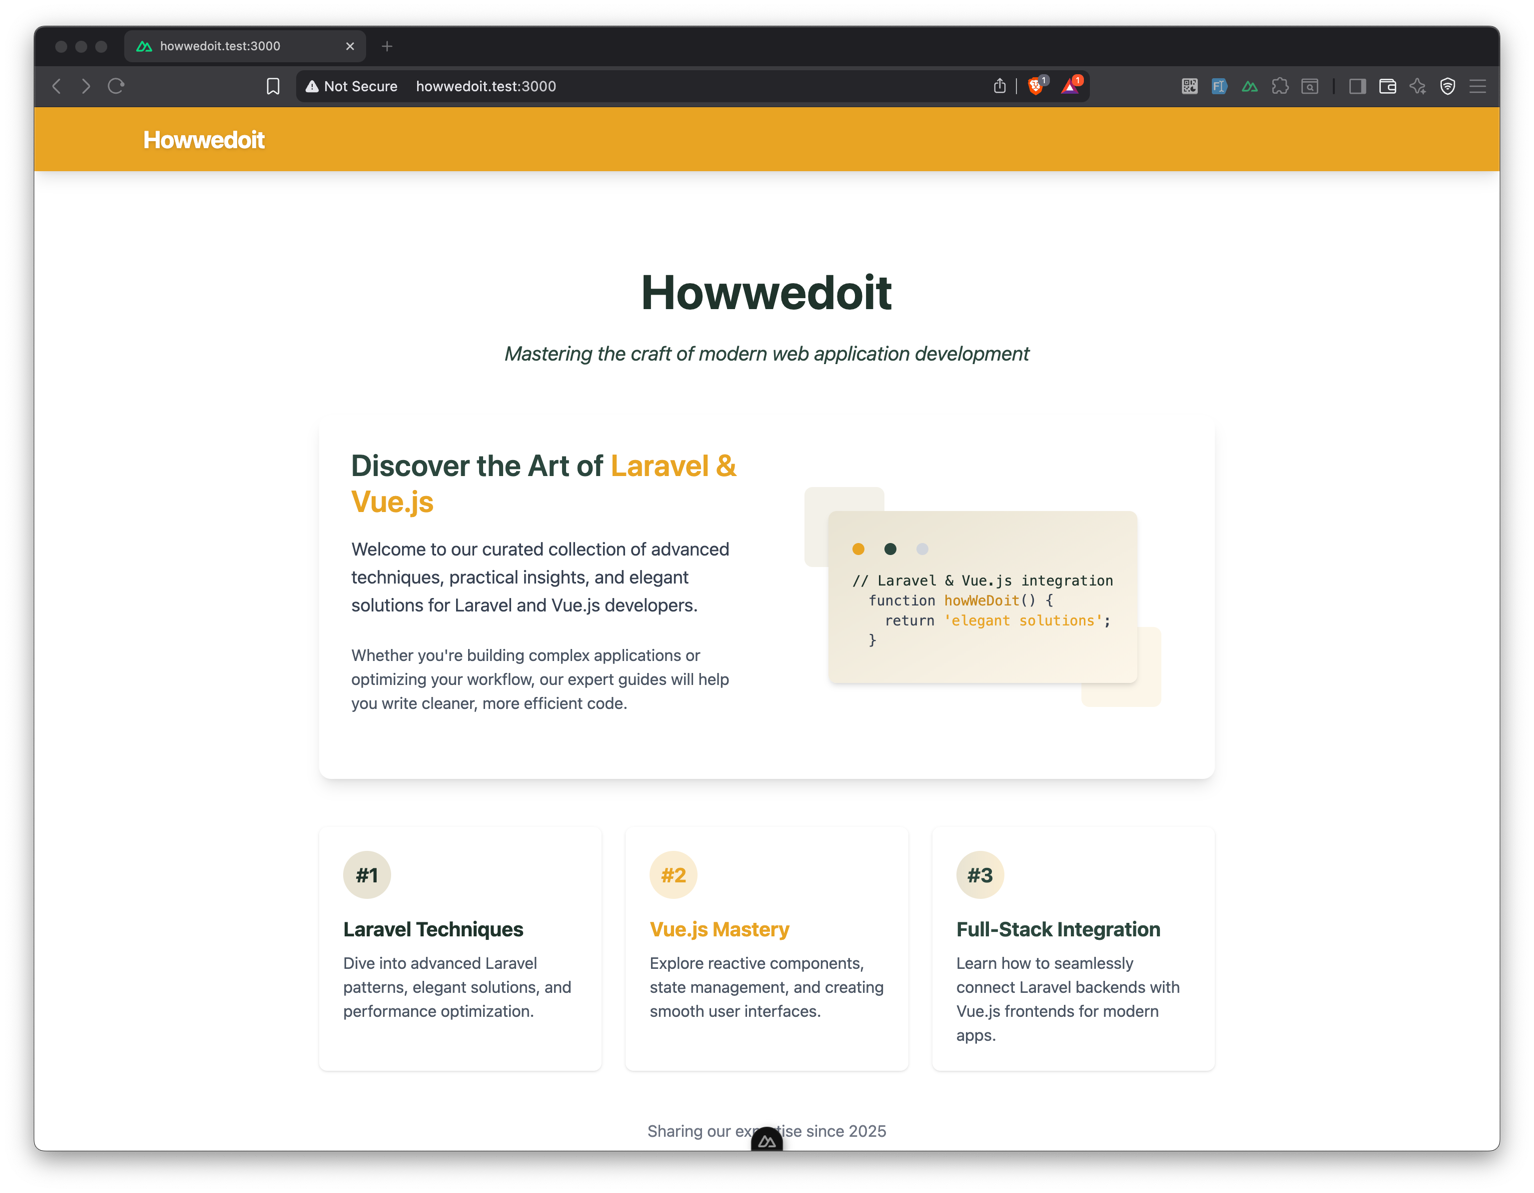 howwedoit.test:3000
Not Secure howwedoit.test:3000
1
1
Howwedoit
Howwedoit
Mastering the craft of modern web application development
Discover the Art of Laravel &
Vue.js
Welcome to our curated collection of advanced
techniques, practical insights, and elegant
solutions for Laravel and Vue.js developers.
Whether you're building complex applications or
optimizing your workflow, our expert guides will help
you write cleaner, more efficient code.
// Laravel & Vue.js integration
function howWeDoit() {
return 'elegant solutions';
}
#1
Laravel Techniques
Dive into advanced Laravel
patterns, elegant solutions, and
performance optimization.
#2
Vue.js Mastery
Explore reactive components,
state management, and creating
smooth user interfaces.
#3
Full-Stack Integration
Learn how to seamlessly
connect Laravel backends with
Vue.js frontends for modern
apps.
Sharing our expertise since 2025